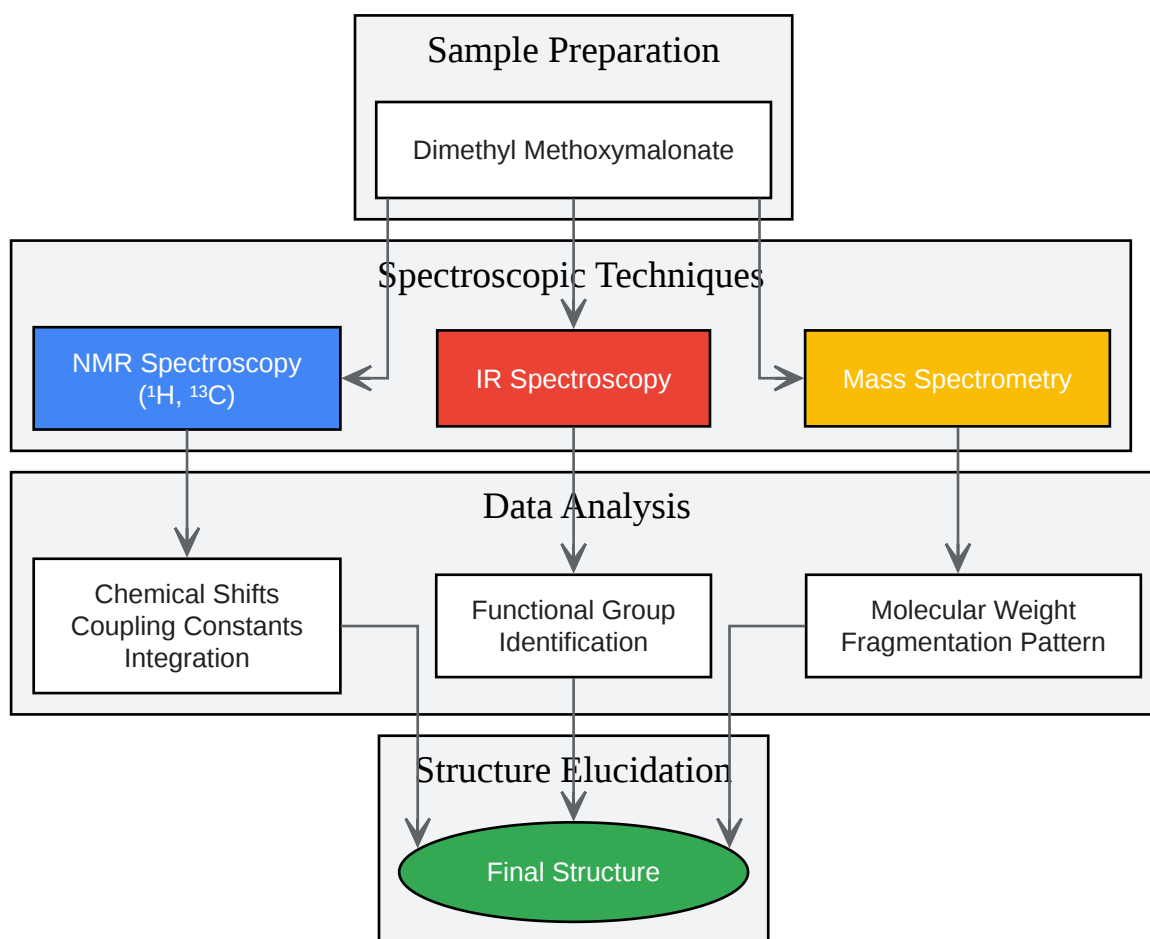 Sample Preparation
Dimethyl Methoxymalonate
Spectroscopic Techniques
NMR Spectroscopy
(¹H, ¹³C)
IR Spectroscopy
Mass Spectrometry
Data Analysis
Chemical Shifts
Coupling Constants
Integration
Functional Group
Identification
Molecular Weight
Fragmentation Pattern
Structure Elucidation
Final Structure